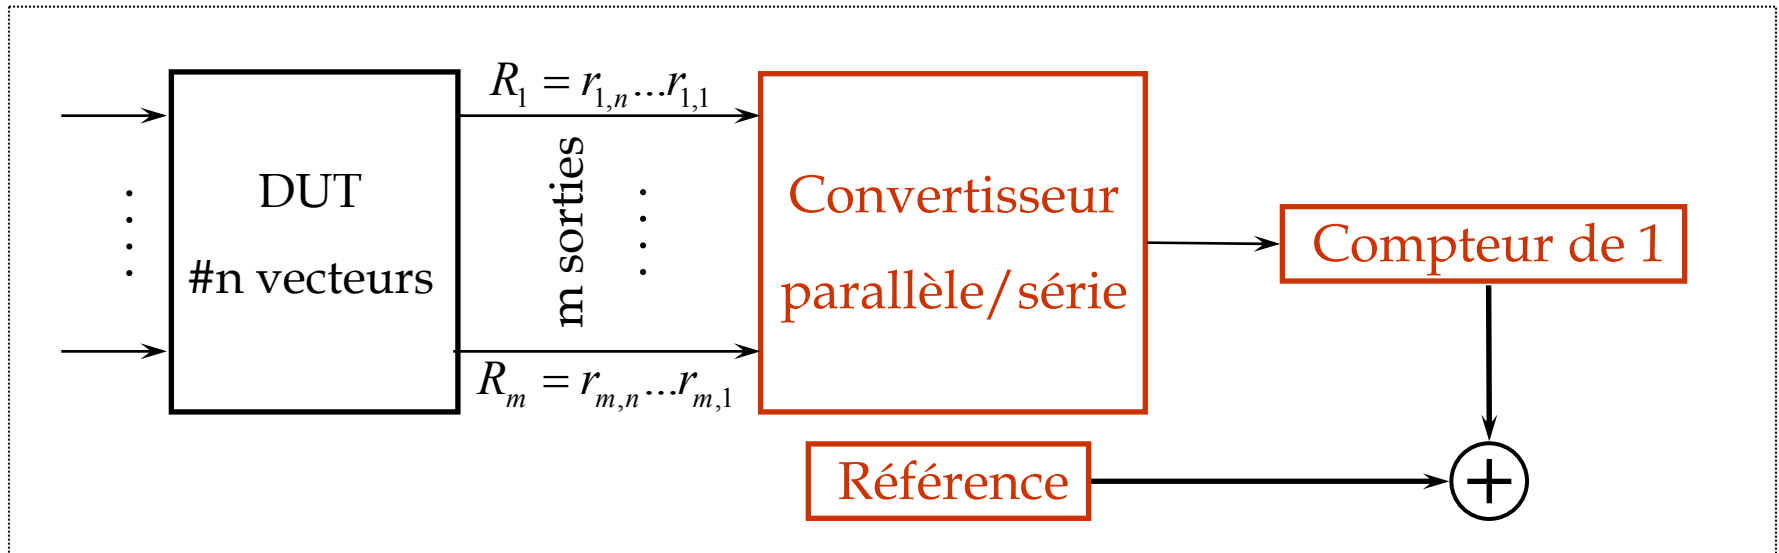 R₁ = r₁,ₙ...r₁,₁
DUT
#n vecteurs
m sorties
Convertisseur
parallèle/série
Compteur de 1
Rₘ = rₘ,ₙ...rₘ,₁
Référence